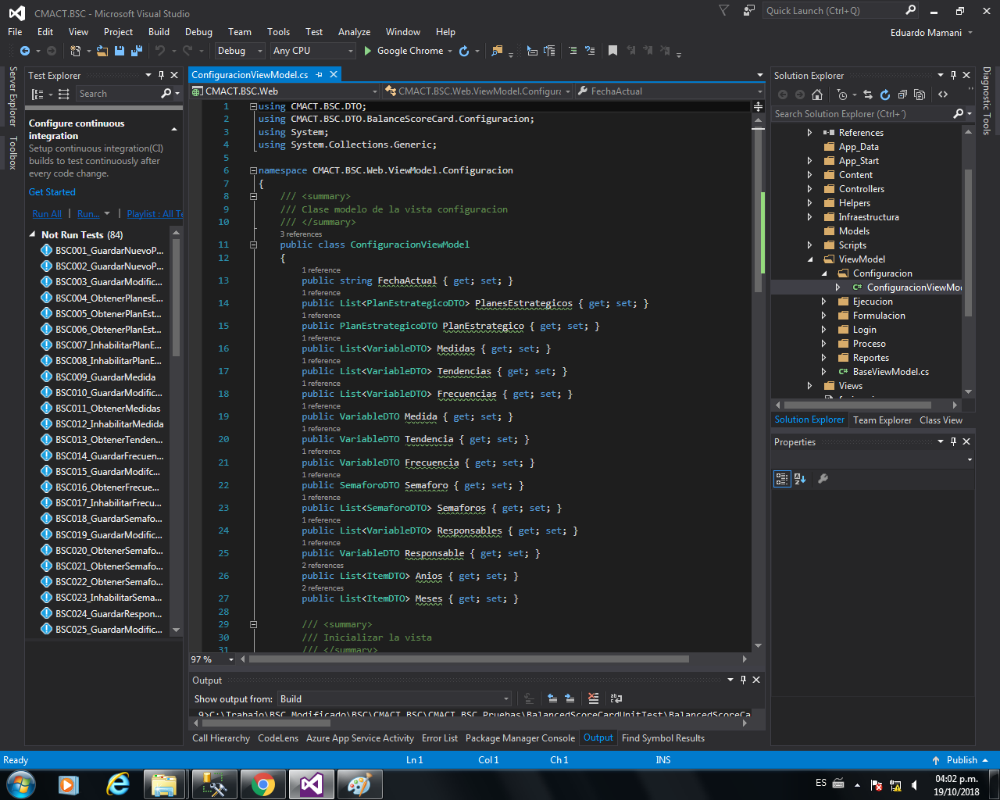 CMACT.BSC - Microsoft Visual Studio
Quick Launch (Ctrl+Q)
File Edit View Project Build Debug Team Tools Test Analyze Window Help
Eduardo Mamani
Debug Any CPU Google Chrome
Server Explorer
Toolbox
Test Explorer
Search
Configure continuous
integration
Setup continuous integration(CI)
builds to test continuously after
every code change.
Get Started
Run All | Run... | Playlist : All Te
Not Run Tests (84)
BSC001_GuardarNuevoP...
BSC002_GuardarNuevoP...
BSC003_GuardarModific...
BSC004_ObtenerPlanesE...
BSC005_ObtenerPlanEst...
BSC006_ObtenerPlanEst...
BSC007_InhabilitarPlanE...
BSC008_InhabilitarPlanE...
BSC009_GuardarMedida
BSC010_GuardarModific...
BSC011_ObtenerMedidas
BSC012_InhabilitarMedida
BSC013_ObtenerTenden...
BSC014_GuardarFrecuen...
BSC015_GuardarModifc...
BSC016_ObtenerFrecue...
BSC017_InhabilitarFrecu...
BSC018_GuardarSemafo...
BSC019_GuardarModific...
BSC020_ObtenerSemafo...
BSC021_ObtenerSemafo...
BSC022_ObtenerSemafo...
BSC023_InhabilitarSema...
BSC024_GuardarRespon...
BSC025_GuardarModific...
ConfiguracionViewModel.cs
CMACT.BSC.Web CMACT.BSC.Web.ViewModel.Configura FechaActual
1 using CMACT.BSC.DTO;
2 using CMACT.BSC.DTO.BalanceScoreCard.Configuracion;
3 using System;
4 using System.Collections.Generic;
5
6 namespace CMACT.BSC.Web.ViewModel.Configuracion
7 {
8 /// <summary>
9 /// Clase modelo de la vista configuracion
10 /// </summary>
3 references
11 public class ConfiguracionViewModel
12 {
1 reference
13 public string FechaActual { get; set; }
1 reference
14 public List<PlanEstrategicoDTO> PlanesEstrategicos { get; set; }
1 reference
15 public PlanEstrategicoDTO PlanEstrategico { get; set; }
1 reference
16 public List<VariableDTO> Medidas { get; set; }
1 reference
17 public List<VariableDTO> Tendencias { get; set; }
1 reference
18 public List<VariableDTO> Frecuencias { get; set; }
1 reference
19 public VariableDTO Medida { get; set; }
1 reference
20 public VariableDTO Tendencia { get; set; }
1 reference
21 public VariableDTO Frecuencia { get; set; }
1 reference
22 public SemaforoDTO Semaforo { get; set; }
1 reference
23 public List<SemaforoDTO> Semaforos { get; set; }
1 reference
24 public List<VariableDTO> Responsables { get; set; }
1 reference
25 public VariableDTO Responsable { get; set; }
2 references
26 public List<ItemDTO> Anios { get; set; }
2 references
27 public List<ItemDTO> Meses { get; set; }
28
29 /// <summary>
30 /// Inicializar la vista
31 /// </summary>
97 %
Output
Show output from: Build
9>C:\Trabajo\BSC_Modificado\BSC\CMACT_BSC\CMACT_BSC_Pruebas\BalancedScoreCardUnitTest\BalancedScoreCa
Call Hierarchy CodeLens Azure App Service Activity Error List Package Manager Console Output Find Symbol Results
Solution Explorer
Search Solution Explorer (Ctrl+´)
References
App_Data
App_Start
Content
Controllers
Helpers
Infraestructura
Models
Scripts
ViewModel
Configuracion
C# ConfiguracionViewMo
Ejecucion
Formulacion
Login
Proceso
Reportes
C# BaseViewModel.cs
Views
Solution Explorer Team Explorer Class View
Properties
Diagnostic Tools
Ready Ln 1 Col 1 Ch 1 INS Publish
ES
04:02 p.m.
19/10/2018